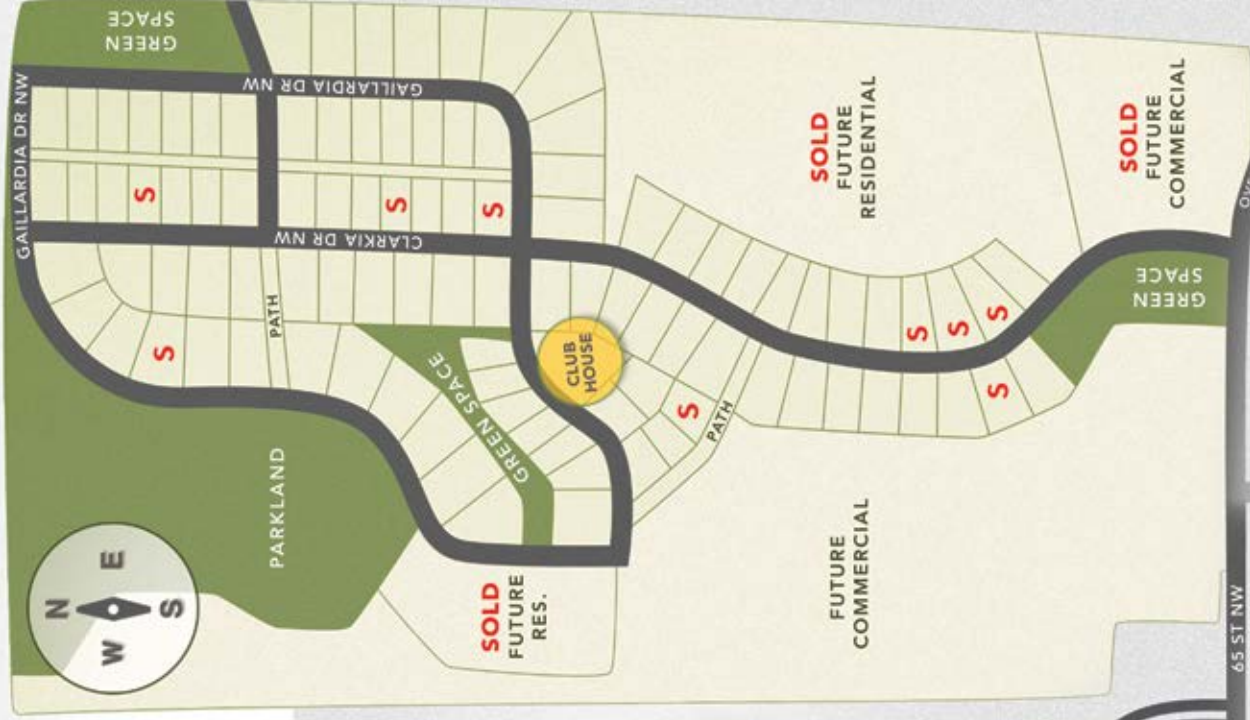 GREEN
SPACE
GAILLARDIA DR NW
GAILLARDIA DR NW
S
S
S
CLARKIA DR NW
PATH
S
SOLD
FUTURE
RESIDENTIAL
SOLD
FUTURE
COMMERCIAL
GREEN
SPACE
S
S
S
S
CLUB
HOUSE
GREEN SPACE
S
PATH
PARKLAND
N
E
S
W
SOLD
FUTURE
RES.
FUTURE
COMMERCIAL
65 ST NW